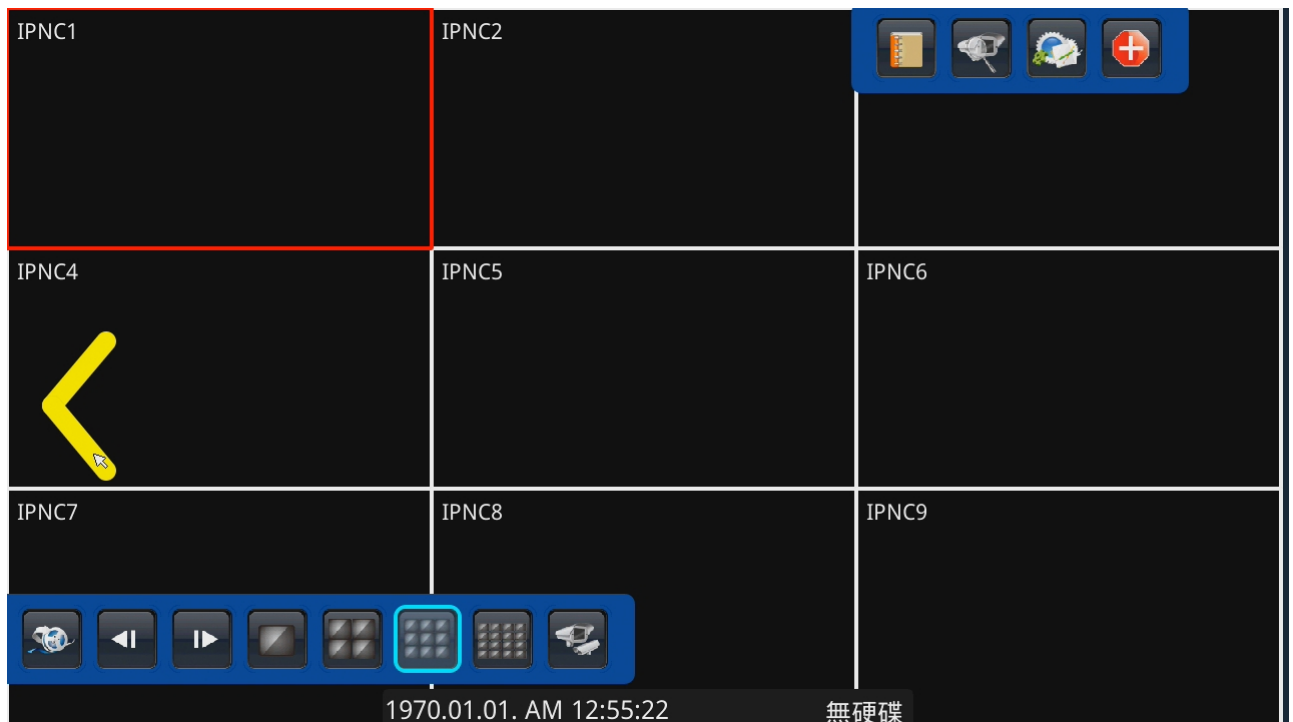 IPNC1
IPNC2
IPNC4
IPNC5
IPNC6
IPNC7
IPNC8
IPNC9
1970.01.01. AM 12:55:22
無硬碟